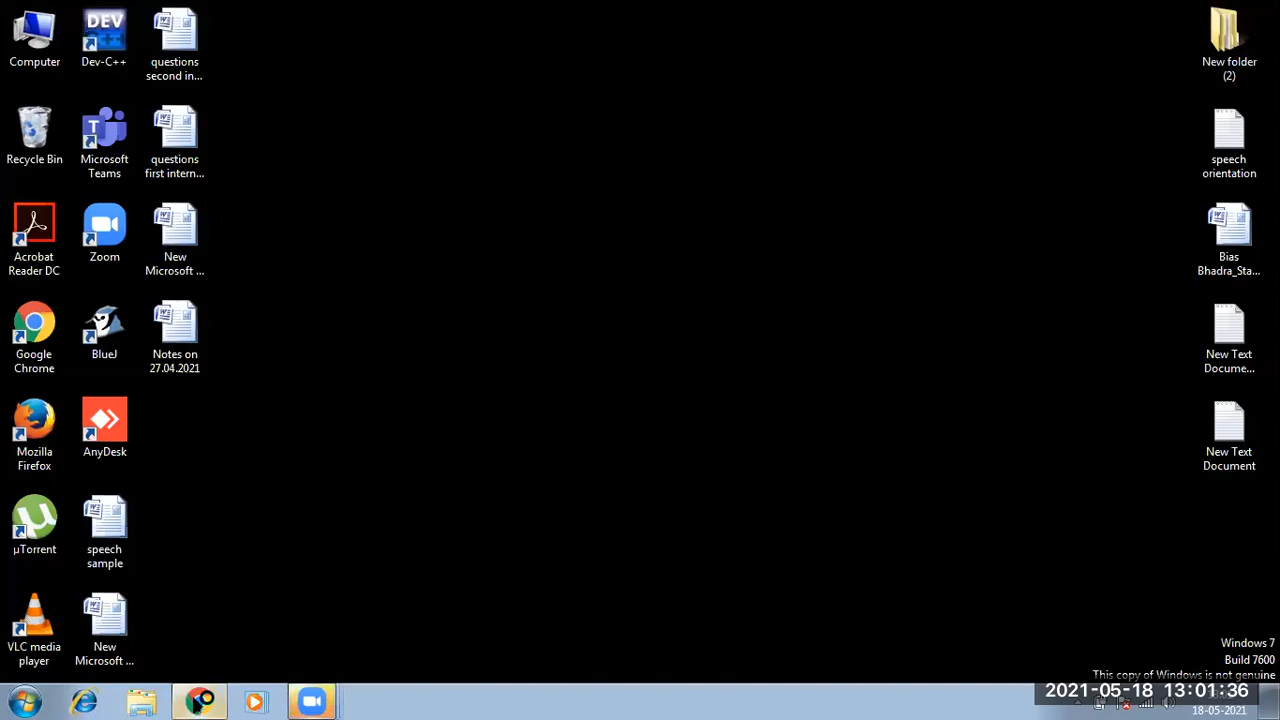 Computer
Recycle Bin
Acrobat
Reader DC
Google
Chrome
Mozilla
Firefox
µTorrent
VLC media
player
DEV
Dev-C++
Microsoft
Teams
Zoom
BlueJ
AnyDesk
speech
sample
New
Microsoft ...
questions
second in...
questions
first intern...
New
Microsoft ...
Notes on
27.04.2021
New folder
(2)
speech
orientation
Bias
Bhadra_Sta...
New Text
Docume...
New Text
Document
Windows 7
Build 7600
This copy of Windows is not genuine
2021-05-18 13:01:36
18-05-2021